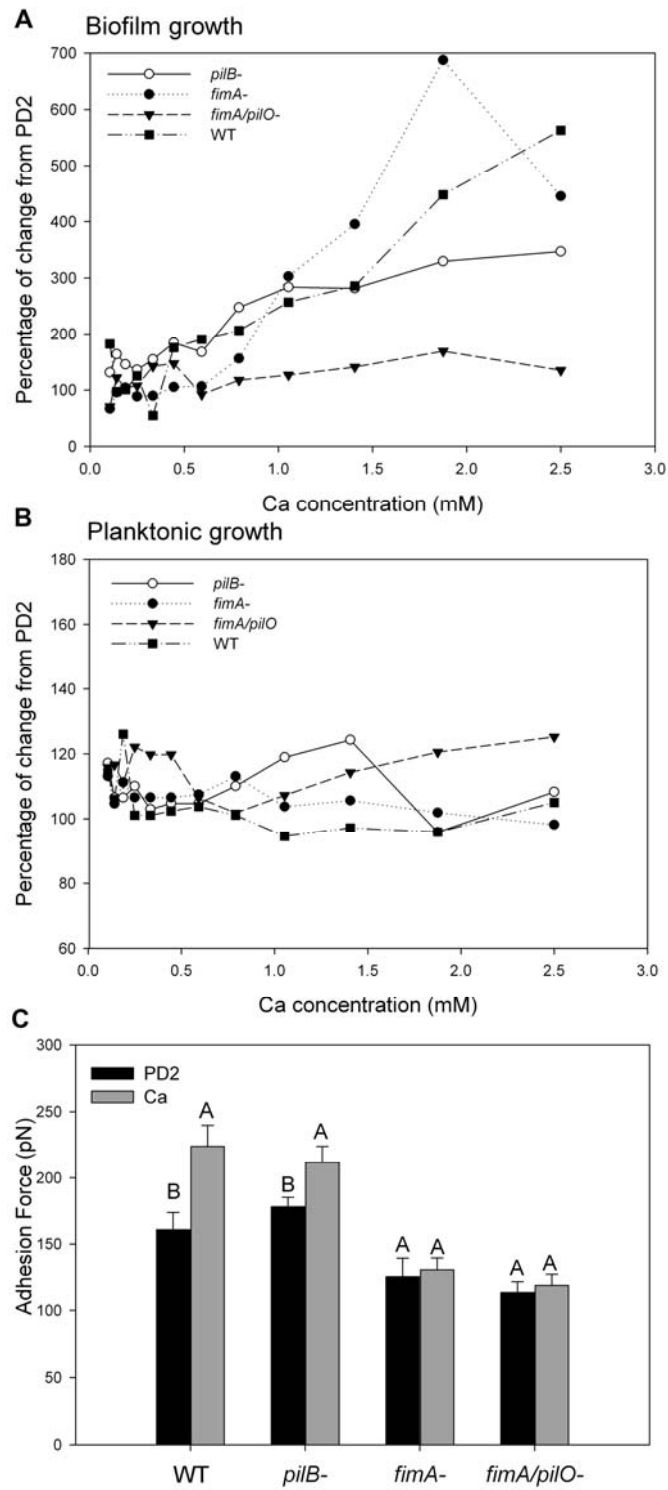 A
Biofilm growth
700
600
500
400
300
200
100
0
Percentage of change from PD2
pilB-
fimA-
fimA/pilO-
WT
0.0 0.5 1.0 1.5 2.0 2.5 3.0
Ca concentration (mM)
B
Planktonic growth
180
160
140
120
100
80
60
Percentage of change from PD2
pilB-
fimA-
fimA/pilO
WT
0.0 0.5 1.0 1.5 2.0 2.5 3.0
Ca concentration (mM)
C
300
250
200
150
100
50
0
Adhesion Force (pN)
PD2
Ca
B A B A A A A A
WT pilB- fimA- fimA/pilO-